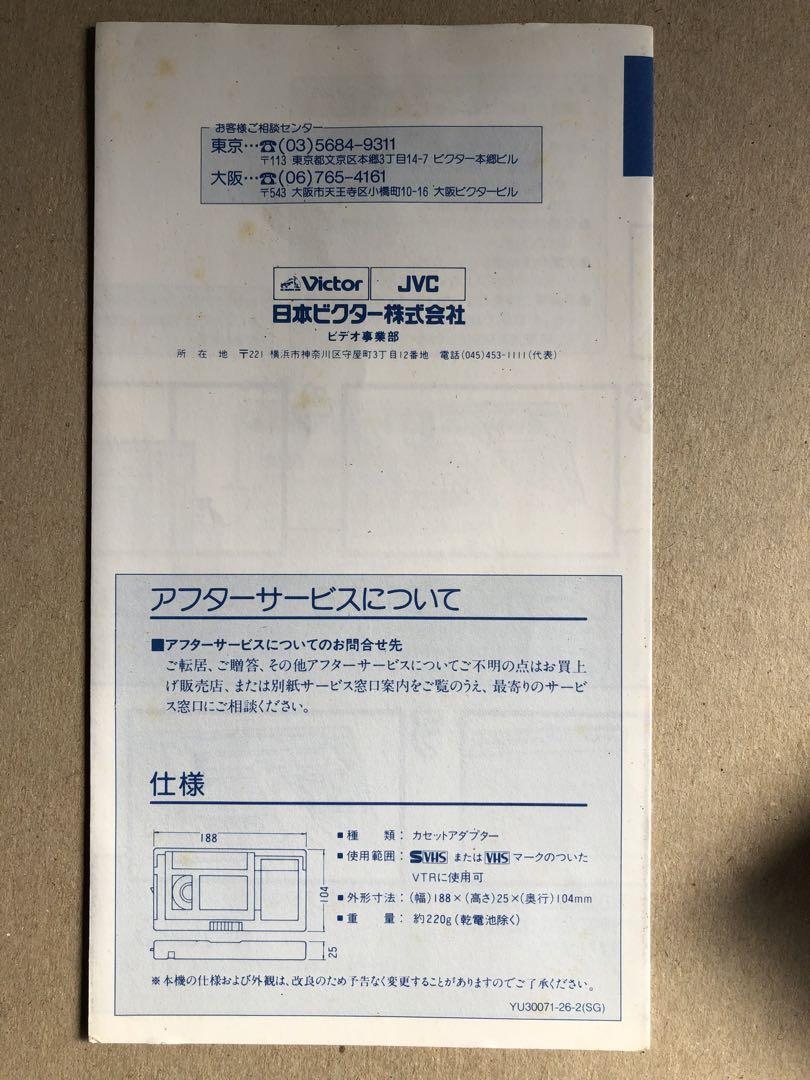 お客様ご相談センター
東京…☎(03)5684-9311
〒113 東京都文京区本郷3丁目14-7 ビクター本郷ビル
大阪…☎(06)765-4161
〒543 大阪市天王寺区小橋町10-16 大阪ビクタービル
Victor JVC
日本ビクター株式会社
ビデオ事業部
所在地 〒221 横浜市神奈川区守屋町3丁目12番地 電話(045)453-1111(代表)
アフターサービスについて
■アフターサービスについてのお問合せ先
ご転居、ご贈答、その他アフターサービスについてご不明の点はお買上
げ販売店、または別紙サービス窓口案内をご覧のうえ、最寄りのサービ
ス窓口にご相談ください。
仕様
188
104
25
■種類：カセットアダプター
■使用範囲：SVHS または VHS マークのついた
VTRに使用可
■外形寸法：(幅)188×(高さ)25×(奥行)104mm
■重量：約220g(乾電池除く)
※本機の仕様および外観は、改良のため予告なく変更することがありますのでご了承ください。
YU30071-26-2(SG)